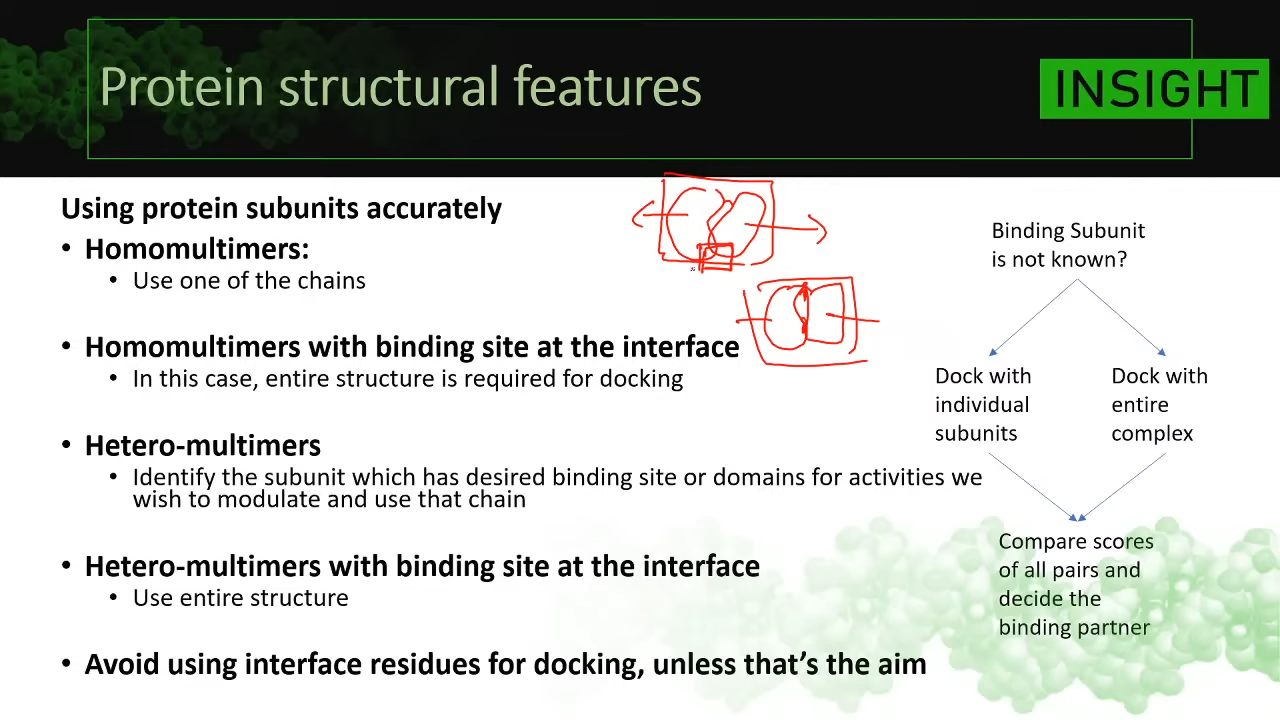 Protein structural features
INSIGHT
Using protein subunits accurately
• Homomultimers:
• Use one of the chains
• Homomultimers with binding site at the interface
• In this case, entire structure is required for docking
• Hetero-multimers
• Identify the subunit which has desired binding site or domains for activities we
wish to modulate and use that chain
• Hetero-multimers with binding site at the interface
• Use entire structure
• Avoid using interface residues for docking, unless that’s the aim
Binding Subunit
is not known?
Dock with
individual
subunits
Dock with
entire
complex
Compare scores
of all pairs and
decide the
binding partner